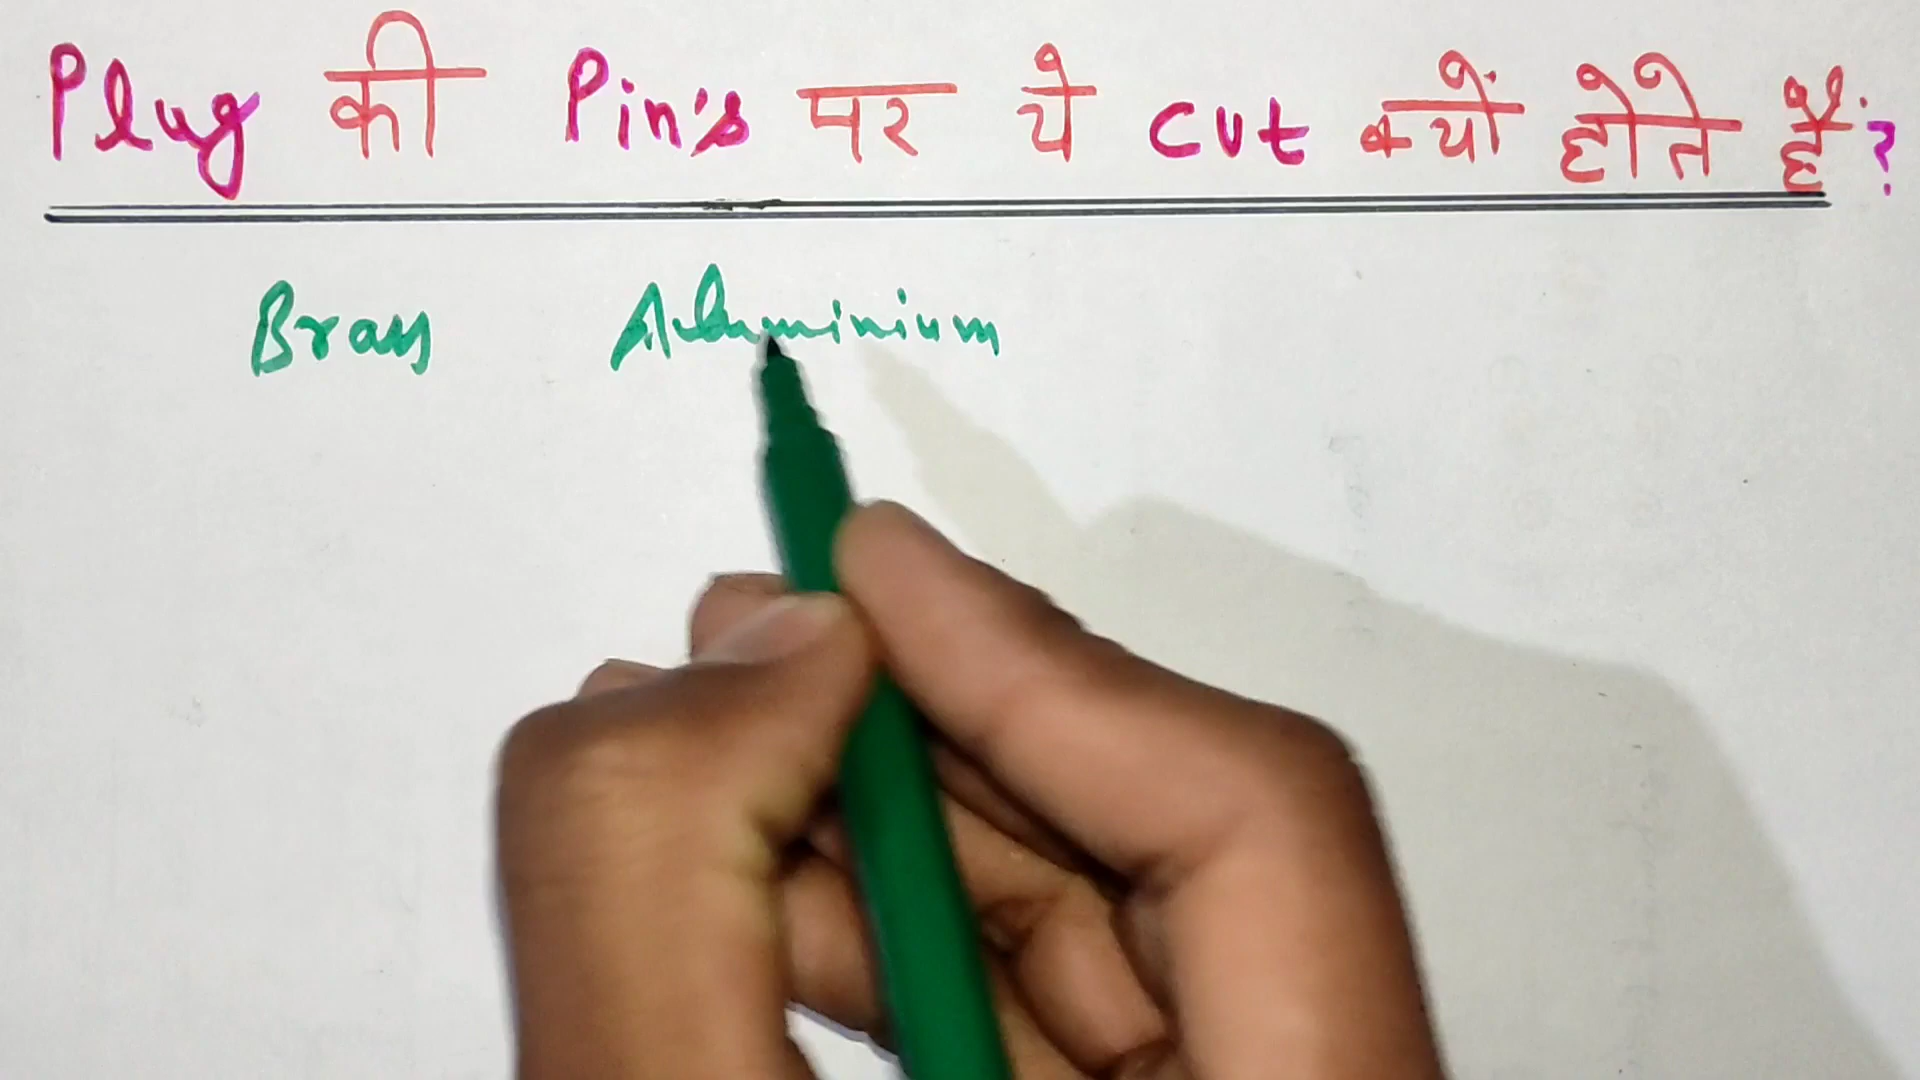 Plug की Pin's पर ये cut क्यों होते हैं?
Brass Aluminium